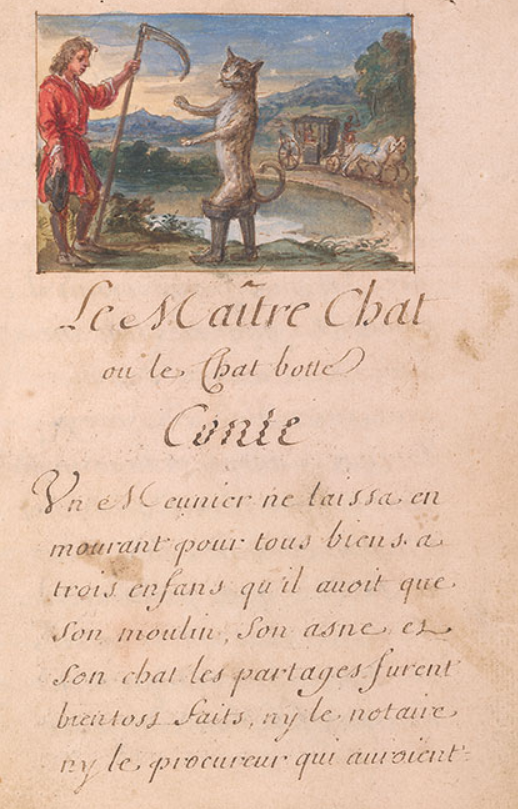 Le Maître Chat
ou le Chat botté
Conte
Vn Meunier ne laissa en
mourant pour tous biens a
trois enfans qu'il auoit que
son moulin, son asne et
son chat les partages furent
bientost faits, ny le notaire
ny le procureur qui auroient